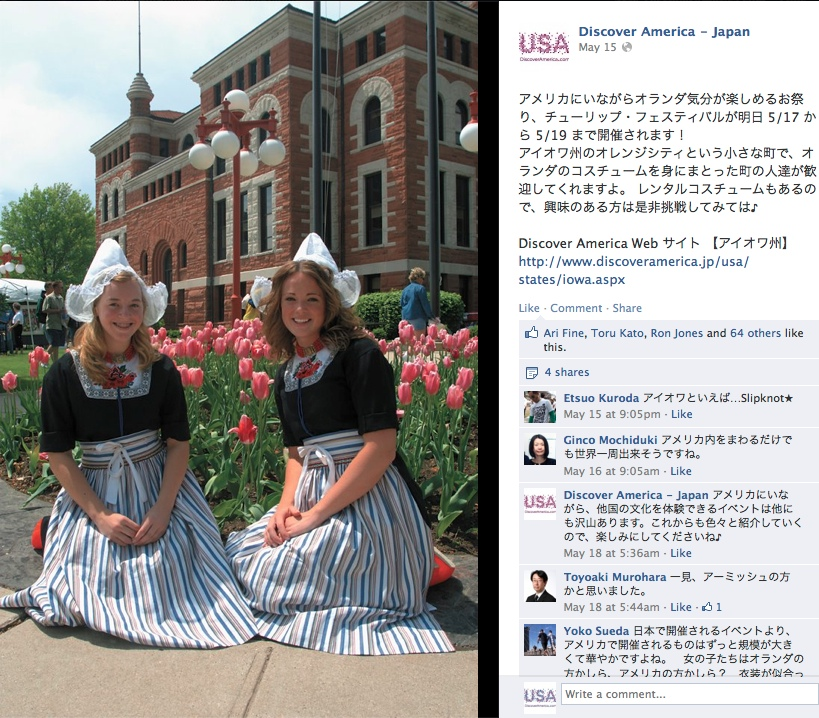 USA
DiscoverAmerica.com
Discover America – Japan
May 15
アメリカにいながらオランダ気分が楽しめるお祭
り、チューリップ・フェスティバルが明日 5/17 か
ら 5/19 まで開催されます！
アイオワ州のオレンジシティという小さな町で、オ
ランダのコスチュームを身にまとった町の人達が歓
迎してくれますよ。 レンタルコスチュームもあるの
で、興味のある方は是非挑戦してみては♪
Discover America Web サイト 【アイオワ州】
http://www.discoveramerica.jp/usa/
states/iowa.aspx
Like · Comment · Share
Ari Fine, Toru Kato, Ron Jones and 64 others like
this.
4 shares
Etsuo Kuroda アイオワといえば…Slipknot★
May 15 at 9:05pm · Like
Ginco Mochiduki アメリカ内をまわるだけで
も世界一周出来そうですね。
May 16 at 9:05am · Like
USA
Discover America – Japan アメリカにいな
がら、他国の文化を体験できるイベントは他に
も沢山あります。これからも色々と紹介していく
ので、楽しみにしてくださいね♪
May 18 at 5:36am · Like
Toyoaki Murohara 一見、アーミッシュの方
かと思いました。
May 18 at 5:44am · Like · 1
Yoko Sueda 日本で開催されるイベントより、
アメリカで開催されるものはずっと規模が大き
くて華やかですよね。 女の子たちはオランダの
方かしら、アメリカの方かしら？ 衣装が似合っ
USA
Write a comment...